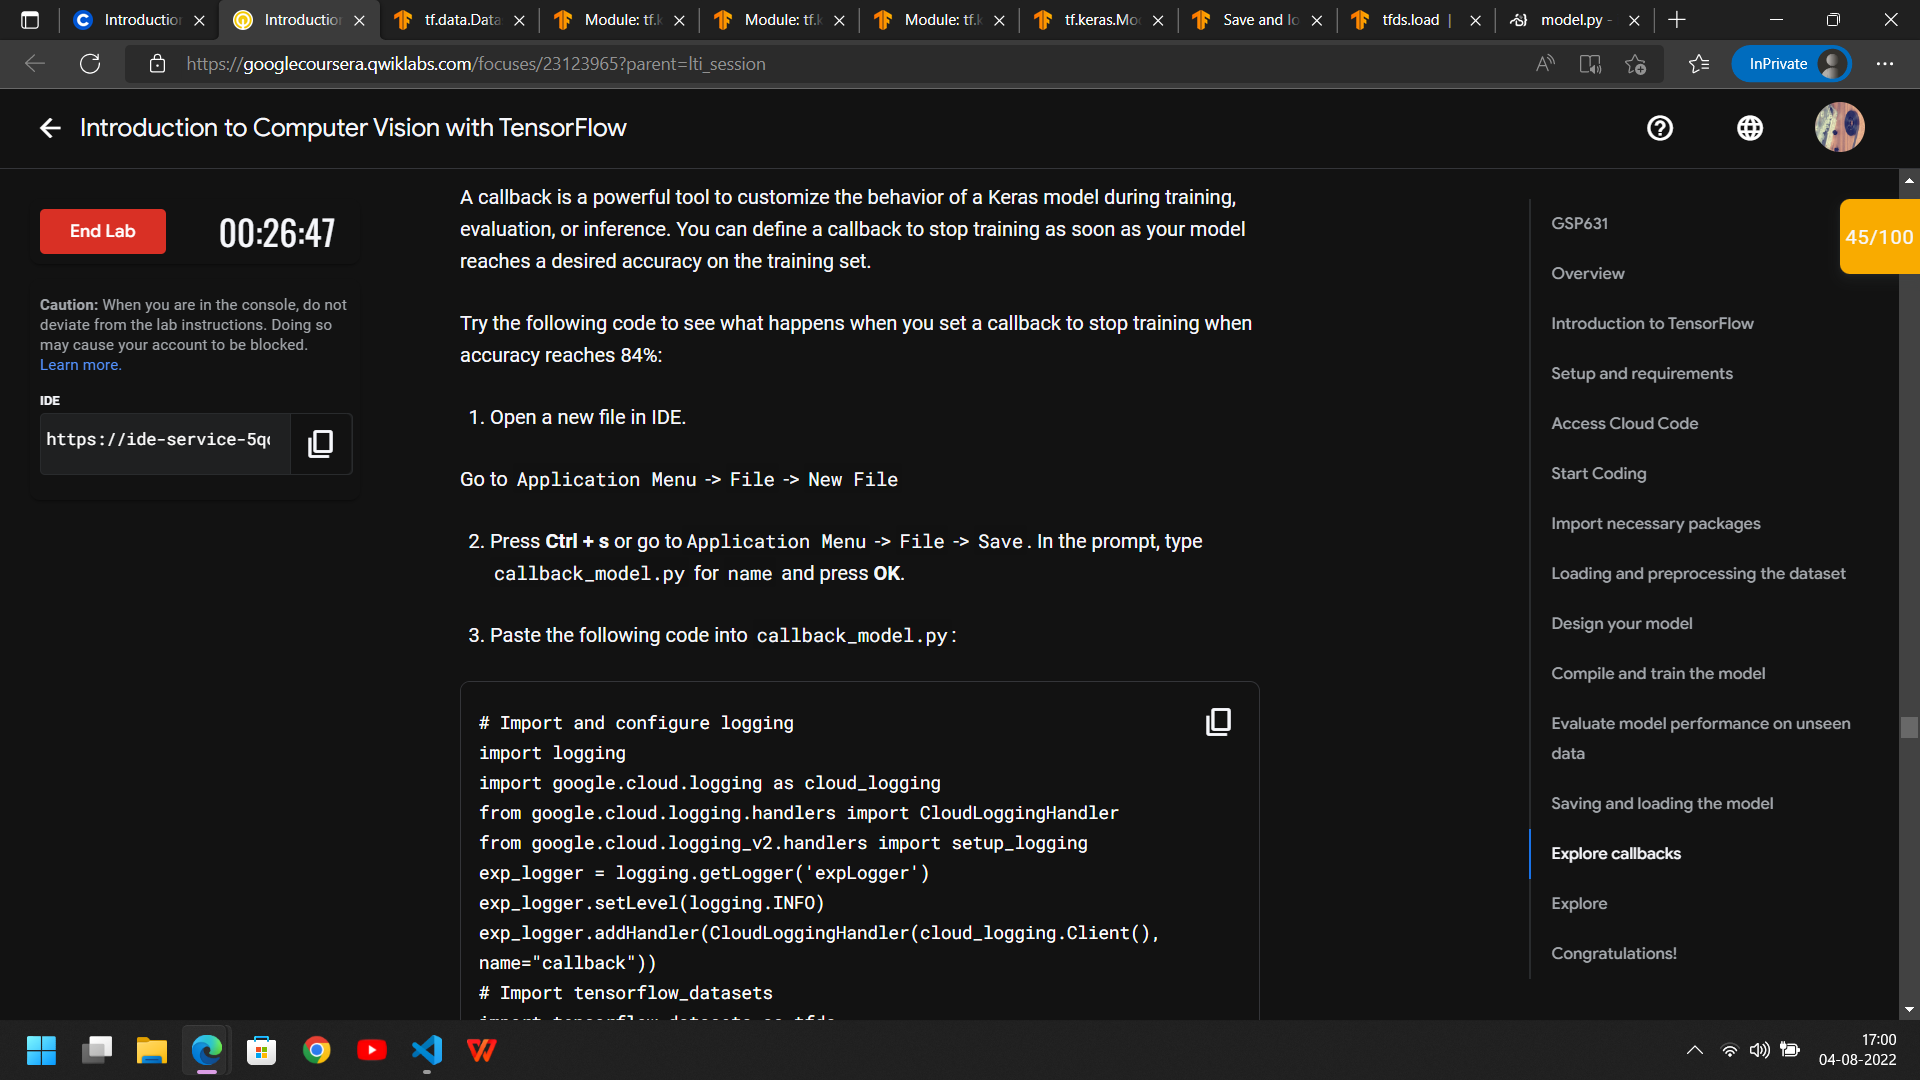 Introduction
Introduction
tf.data.Data
Module: tf.k
Module: tf.k
Module: tf.k
tf.keras.Mo
Save and lo
tfds.load |
model.py -
https://googlecoursera.qwiklabs.com/focuses/23123965?parent=lti_session
InPrivate
Introduction to Computer Vision with TensorFlow
End Lab
00:26:47
Caution: When you are in the console, do not
deviate from the lab instructions. Doing so
may cause your account to be blocked.
Learn more.
IDE
https://ide-service-5qc
A callback is a powerful tool to customize the behavior of a Keras model during training,
evaluation, or inference. You can define a callback to stop training as soon as your model
reaches a desired accuracy on the training set.
Try the following code to see what happens when you set a callback to stop training when
accuracy reaches 84%:
1. Open a new file in IDE.
Go to Application Menu -> File -> New File
2. Press Ctrl + s or go to Application Menu -> File -> Save. In the prompt, type
callback_model.py for name and press OK.
3. Paste the following code into callback_model.py:
# Import and configure logging
import logging
import google.cloud.logging as cloud_logging
from google.cloud.logging.handlers import CloudLoggingHandler
from google.cloud.logging_v2.handlers import setup_logging
exp_logger = logging.getLogger('expLogger')
exp_logger.setLevel(logging.INFO)
exp_logger.addHandler(CloudLoggingHandler(cloud_logging.Client(),
name="callback"))
# Import tensorflow_datasets
import tensorflow_datasets as tfds
GSP631
45/100
Overview
Introduction to TensorFlow
Setup and requirements
Access Cloud Code
Start Coding
Import necessary packages
Loading and preprocessing the dataset
Design your model
Compile and train the model
Evaluate model performance on unseen
data
Saving and loading the model
Explore callbacks
Explore
Congratulations!
17:00
04-08-2022